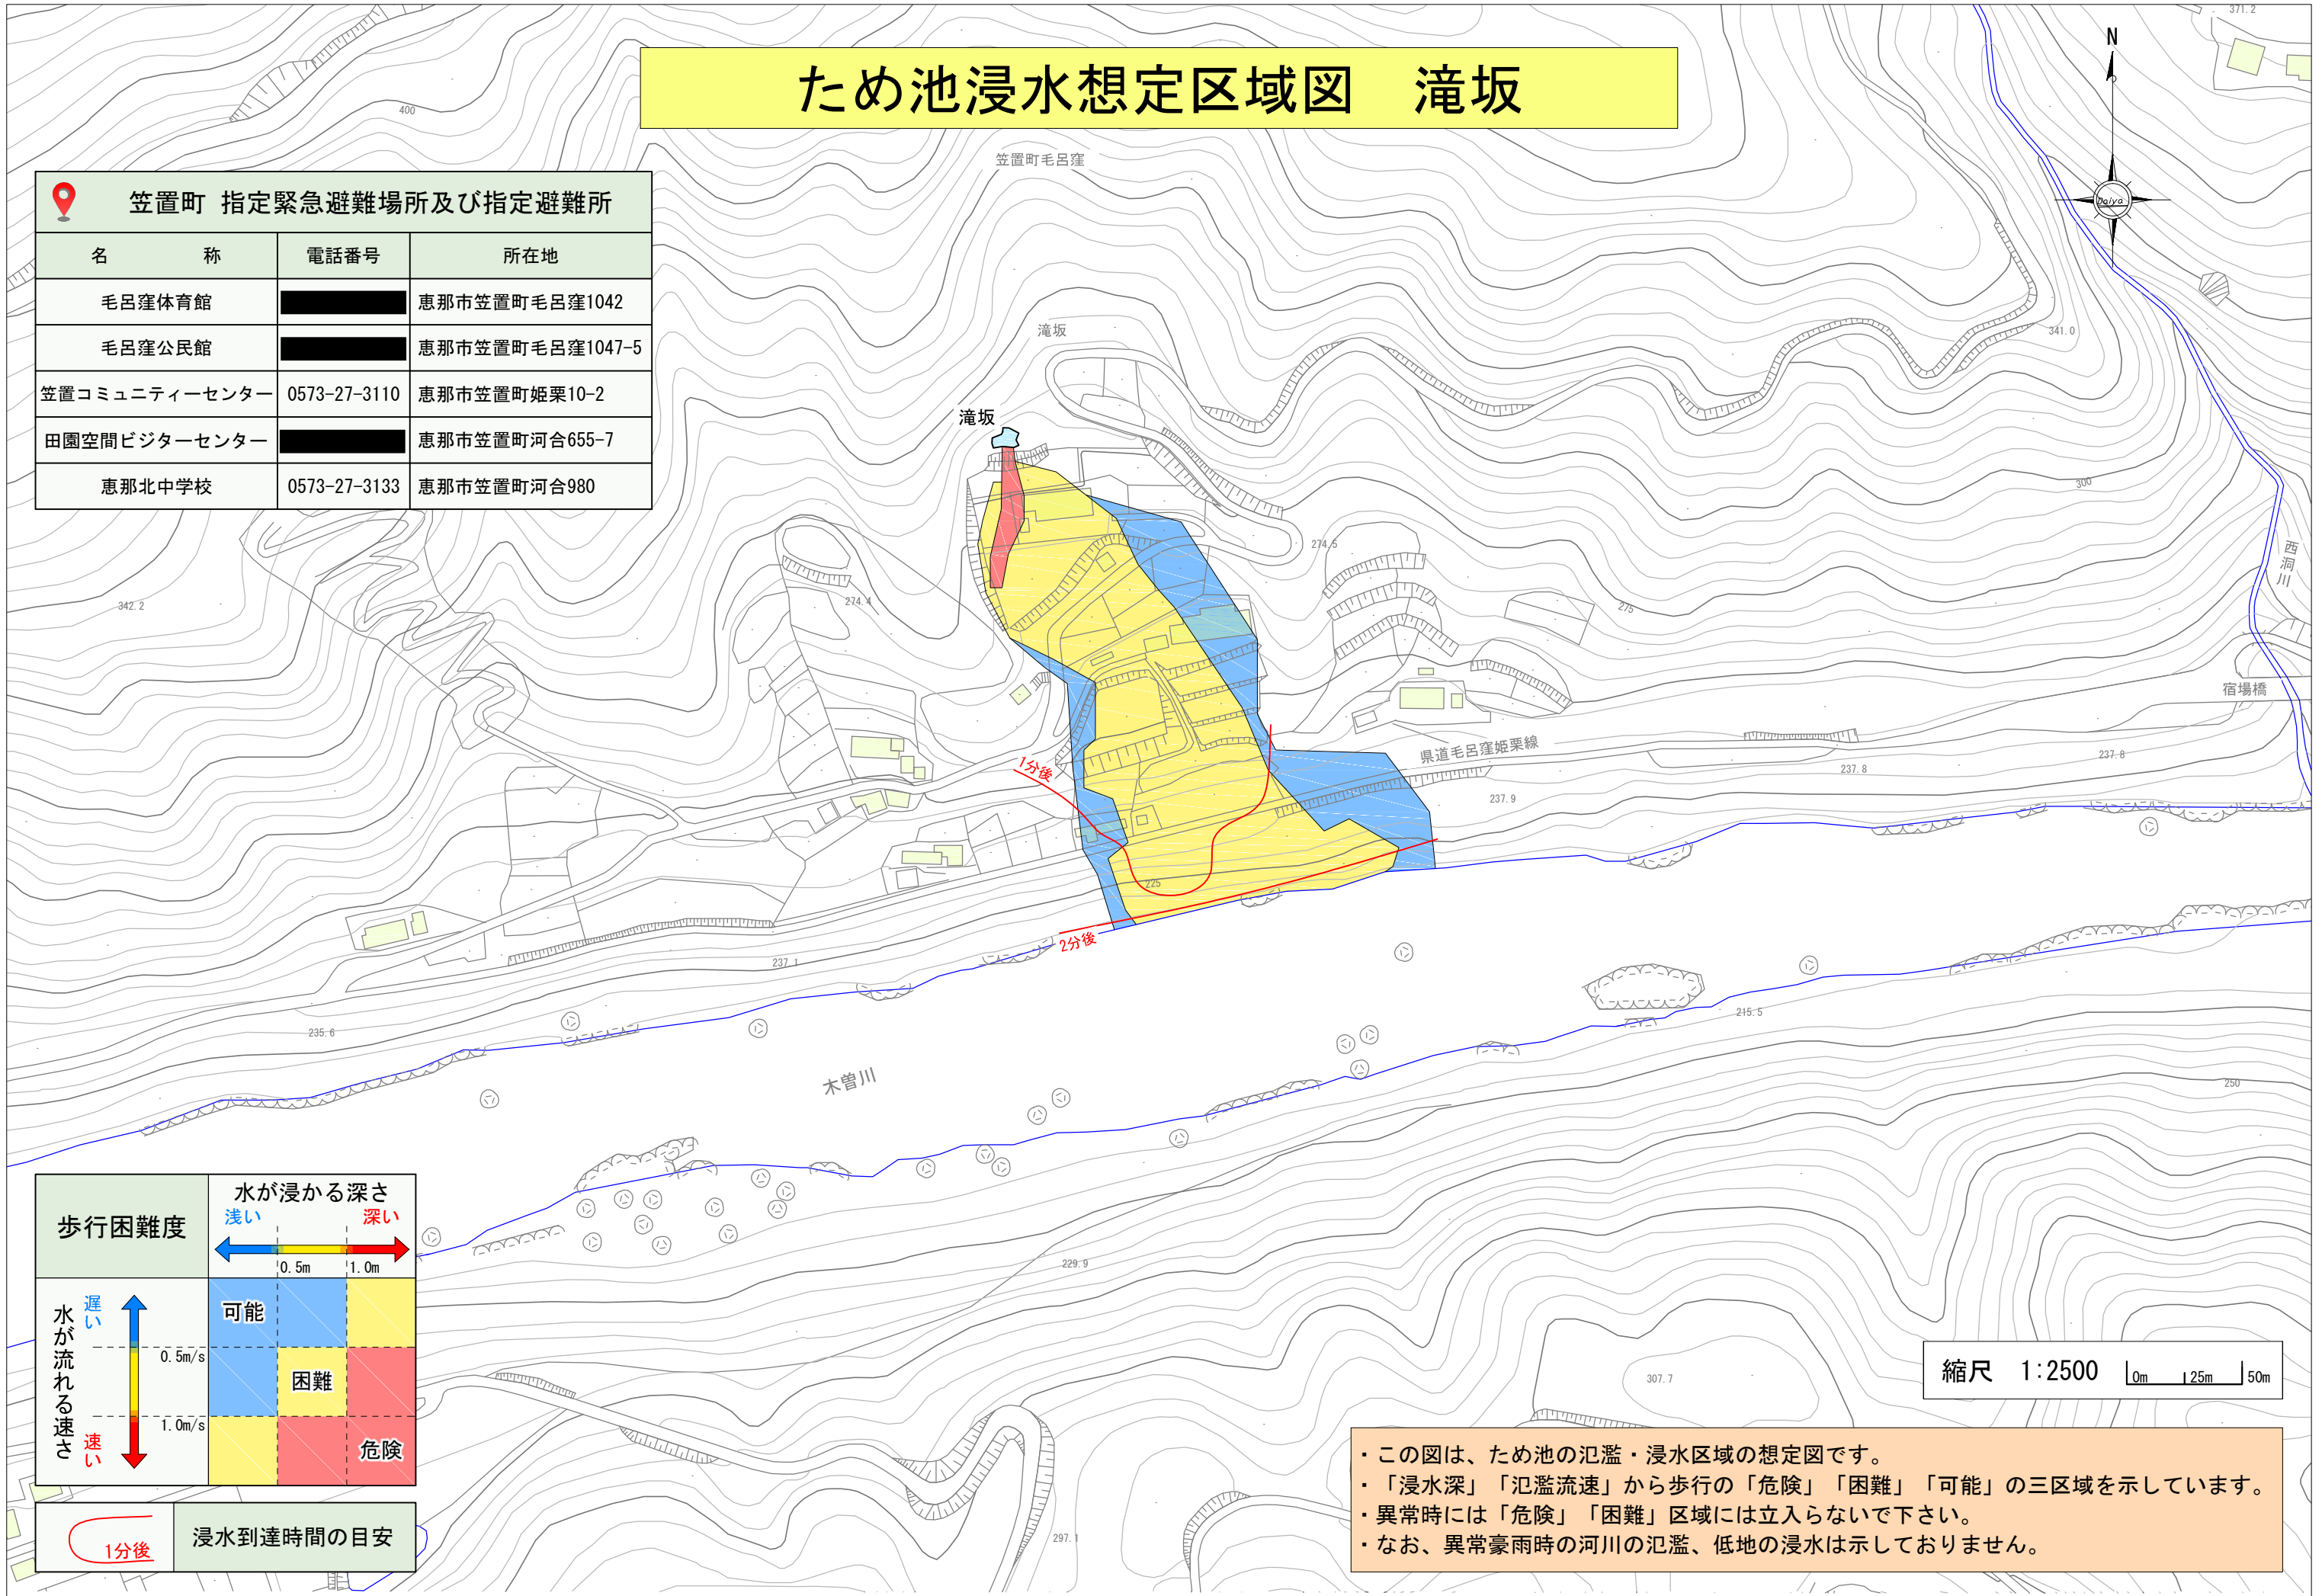 ため池浸水想定区域図　滝坂
N
Daiya
371.2
400
笠置町毛呂窪
笠置町 指定緊急避難場所及び指定避難所
名　称　電話番号　所在地
毛呂窪体育館　恵那市笠置町毛呂窪1042
毛呂窪公民館　恵那市笠置町毛呂窪1047-5
笠置コミュニティーセンター　0573-27-3110　恵那市笠置町姫栗10-2
田園空間ビジターセンター　恵那市笠置町河合655-7
恵那北中学校　0573-27-3133　恵那市笠置町河合980
滝坂
341.0
滝坂
300
274.5
西洞川
342.2
274.4
275
宿場橋
県道毛呂窪姫栗線
237.8
237.8
1分後
237.9
225
2分後
237.1
235.6
215.5
木曽川
250
229.9
307.7
297.1
歩行困難度
水が浸かる深さ
浅い　深い
0.5m　1.0m
水が流れる速さ
遅い
0.5m/s
1.0m/s
速い
可能
困難
危険
1分後
浸水到達時間の目安
縮尺　1:2500　0m　25m　50m
・この図は、ため池の氾濫・浸水区域の想定図です。
・「浸水深」「氾濫流速」から歩行の「危険」「困難」「可能」の三区域を示しています。
・異常時には「危険」「困難」区域には立入らないで下さい。
・なお、異常豪雨時の河川の氾濫、低地の浸水は示しておりません。